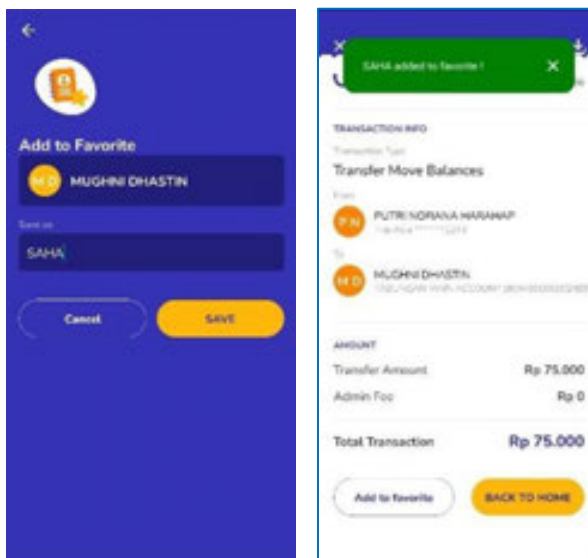 Add to Favorite
M D MUGHNI DHASTIN
Save as
SAHA
Cancel SAVE
SAHA added to favorite !
TRANSACTION INFO
Transaction Type
Transfer Move Balances
From
P N PUTRI NORIANA HARAHAP
To
M D MUGHNI DHASTIN
AMOUNT
Transfer Amount Rp 75.000
Admin Fee Rp 0
Total Transaction Rp 75.000
Add to favorite BACK TO HOME